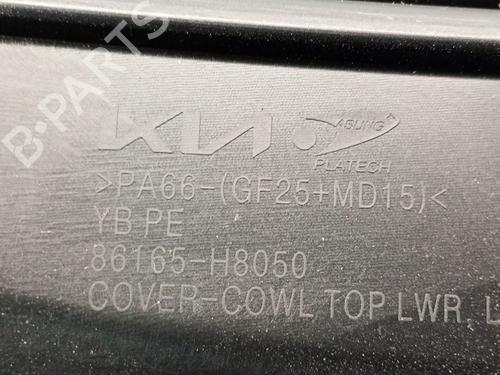 B-PARTS
KIA ASUNG
PLATECH
>PA66-(GF25+MD15)<
YB PE
86165-H8050
COVER-COWL TOP LWR, L